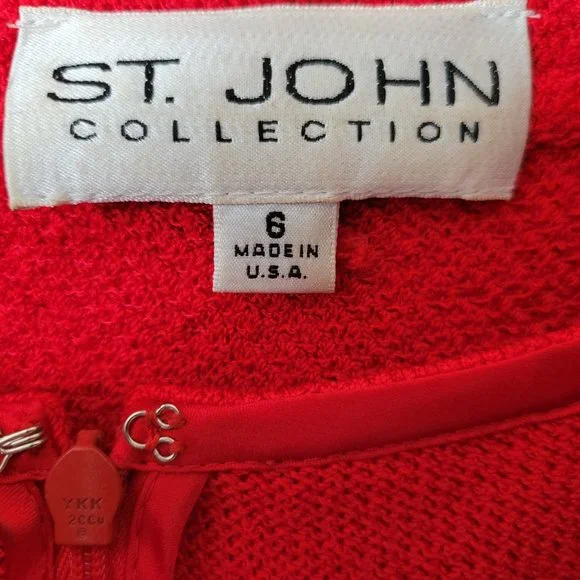 ST. JOHN
COLLECTION
6
MADE IN
U.S.A.
YKK